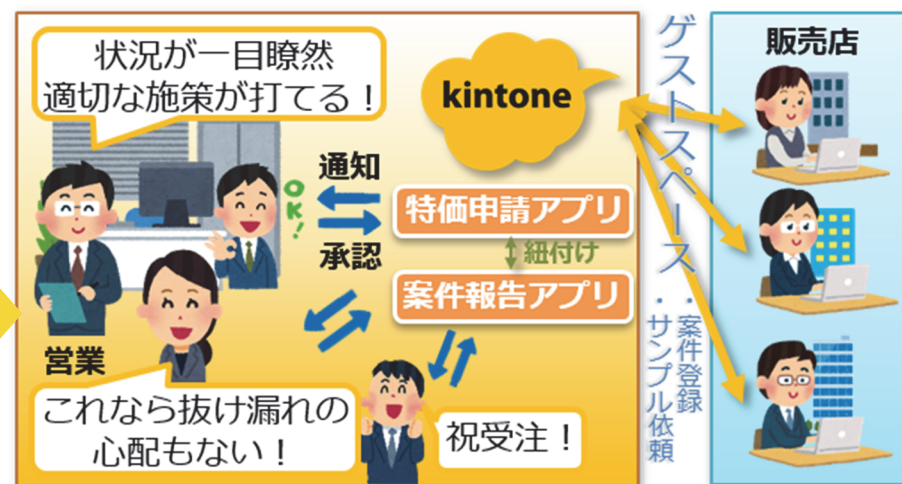 状況が一目瞭然
適切な施策が打てる！
kintone
通知
承認
OK!
特価申請アプリ
紐付け
案件報告アプリ
営業
これなら抜け漏れの
心配もない！
祝受注！
ゲストスペース
・案件登録
・サンプル依頼
販売店